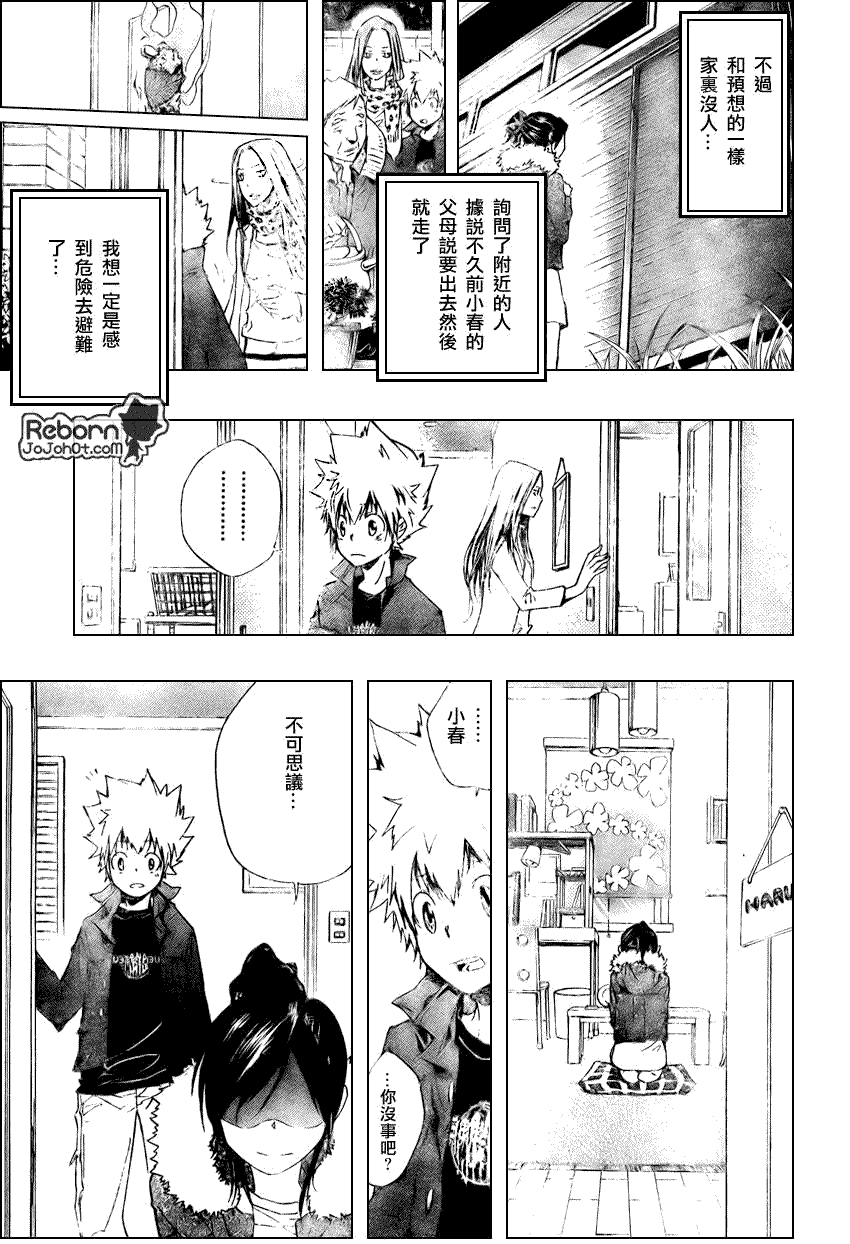 不過
和預想的一樣
家裏沒人…
詢問了附近的人
據説不久前小春的
父母説要出去然後
就走了
我想一定是感
到危險去避難
了…
Reborn
JoJohOt.com
………
………
HARU
……
小春
…你沒事吧？
不可思議…